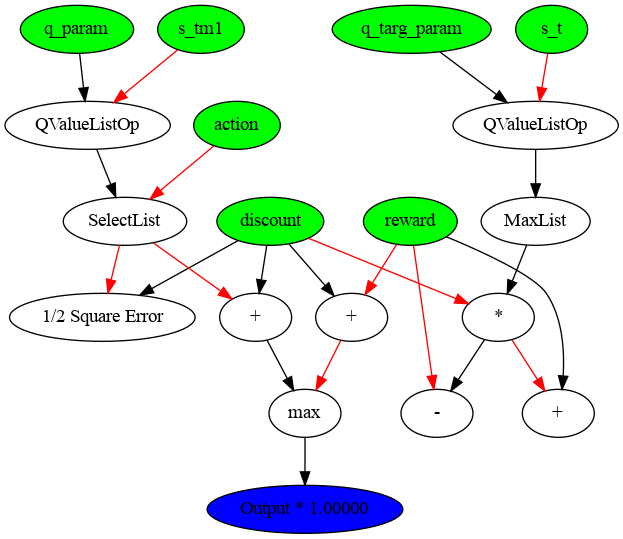 q_param
s_tm1
q_targ_param
s_t
QValueListOp
action
QValueListOp
SelectList
discount
reward
MaxList
1/2 Square Error
+
+
*
max
-
+
Output * 1.00000